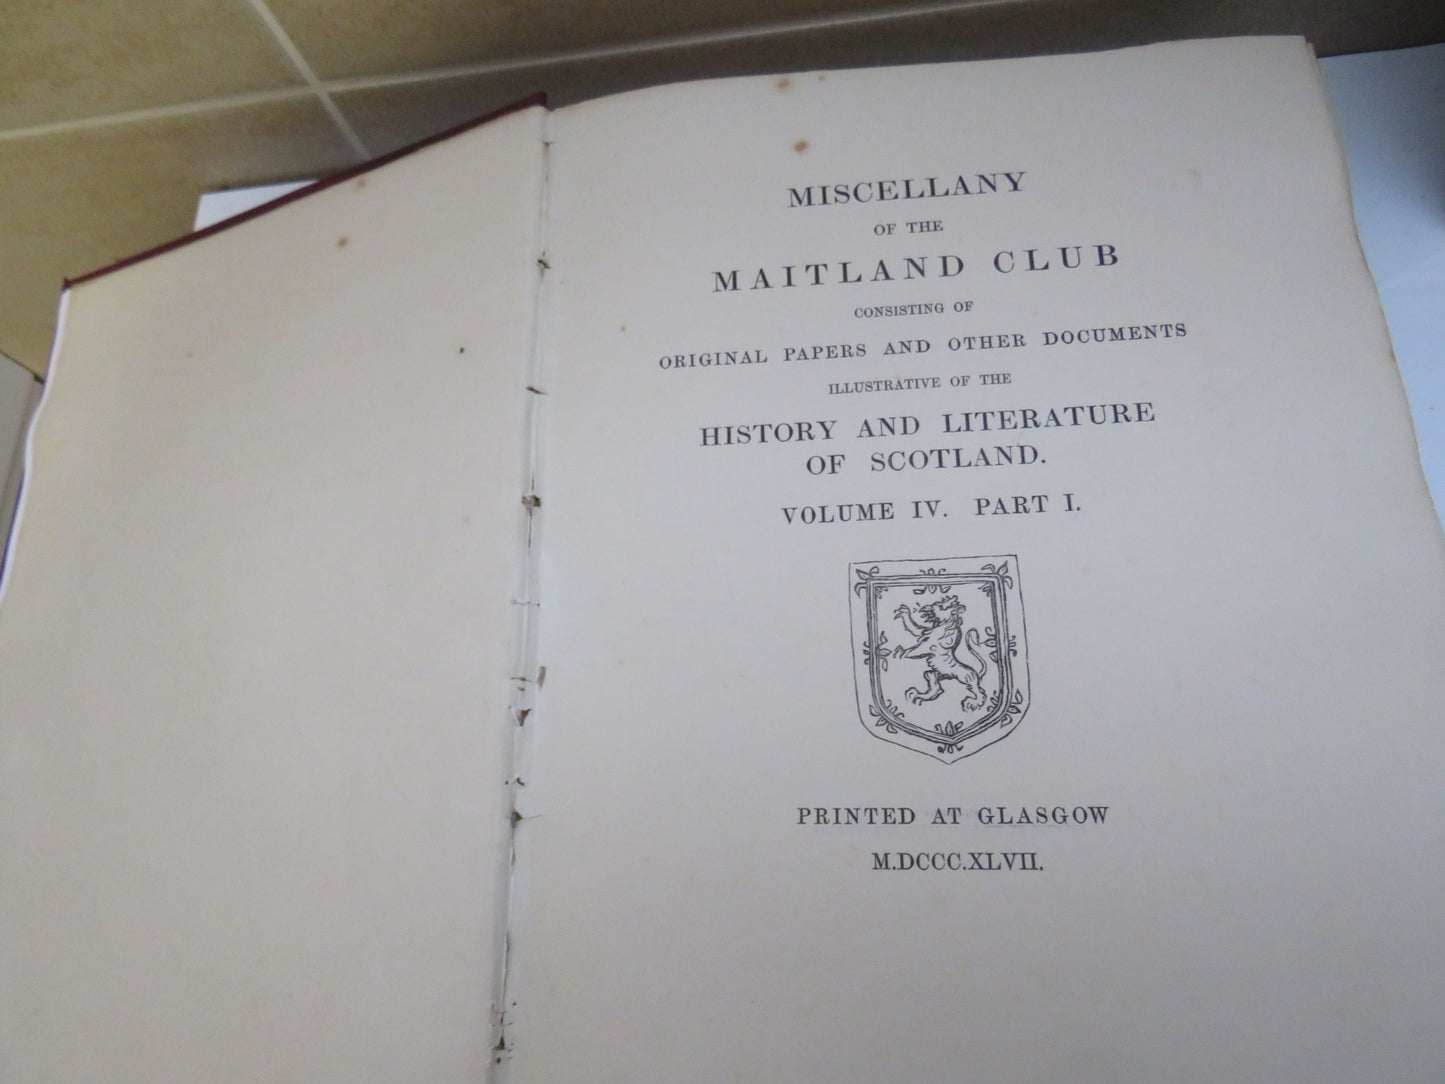 MISCELLANY
OF THE
MAITLAND CLUB
CONSISTING OF
ORIGINAL PAPERS AND OTHER DOCUMENTS
ILLUSTRATIVE OF THE
HISTORY AND LITERATURE
OF SCOTLAND.
VOLUME IV. PART I.
PRINTED AT GLASGOW
M.DCCC.XLVII.